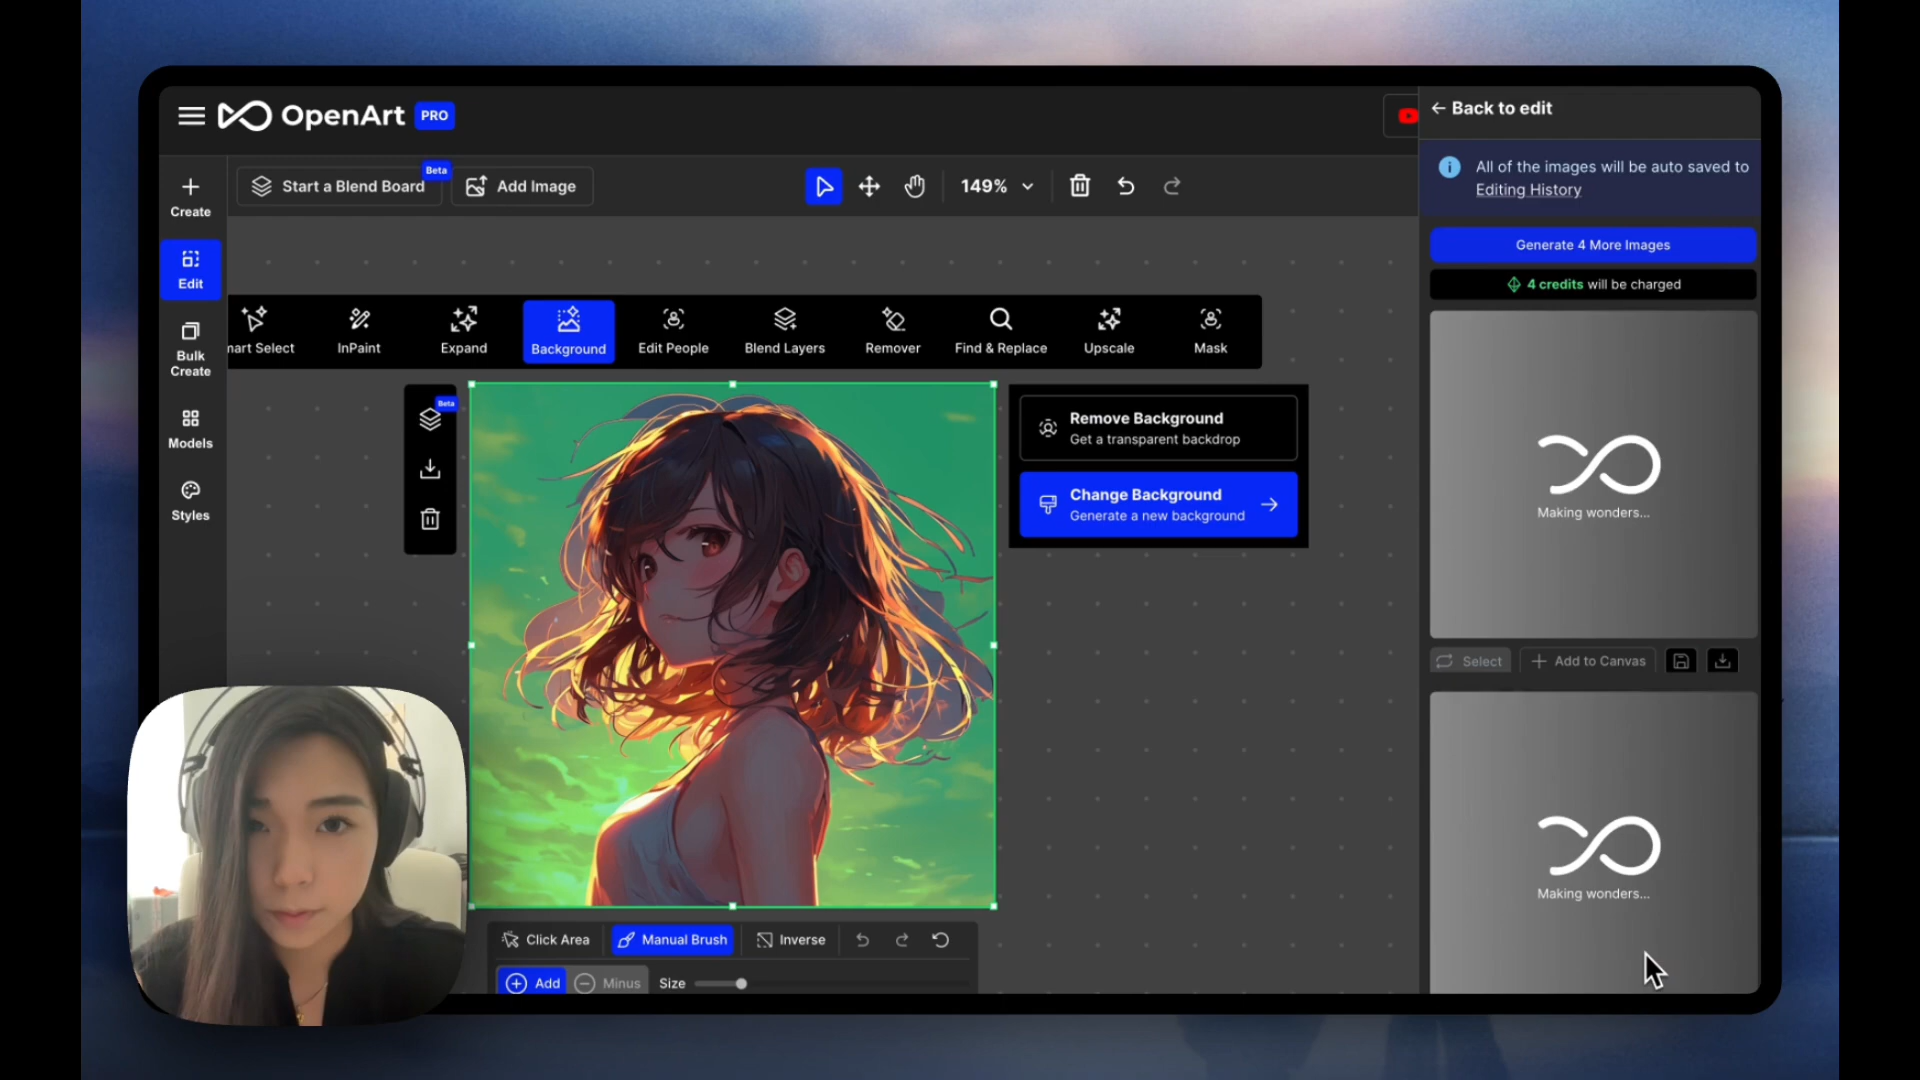 OpenArt PRO
Back to edit
All of the images will be auto saved to
Editing History
Create
Beta
Start a Blend Board
Add Image
149%
Generate 4 More Images
4 credits will be charged
Edit
mart Select
InPaint
Expand
Background
Edit People
Blend Layers
Remover
Find & Replace
Upscale
Mask
Bulk
Create
Models
Styles
Beta
Remove Background
Get a transparent backdrop
Change Background
Generate a new background
Making wonders...
Select
Add to Canvas
Making wonders...
Click Area
Manual Brush
Inverse
Add
Minus
Size